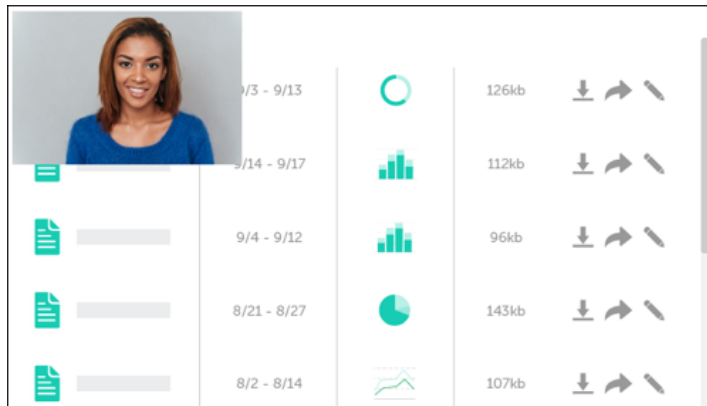 /3 - 9/13 126kb
9/14 - 9/17 112kb
9/4 - 9/12 96kb
8/21 - 8/27 143kb
8/2 - 8/14 107kb